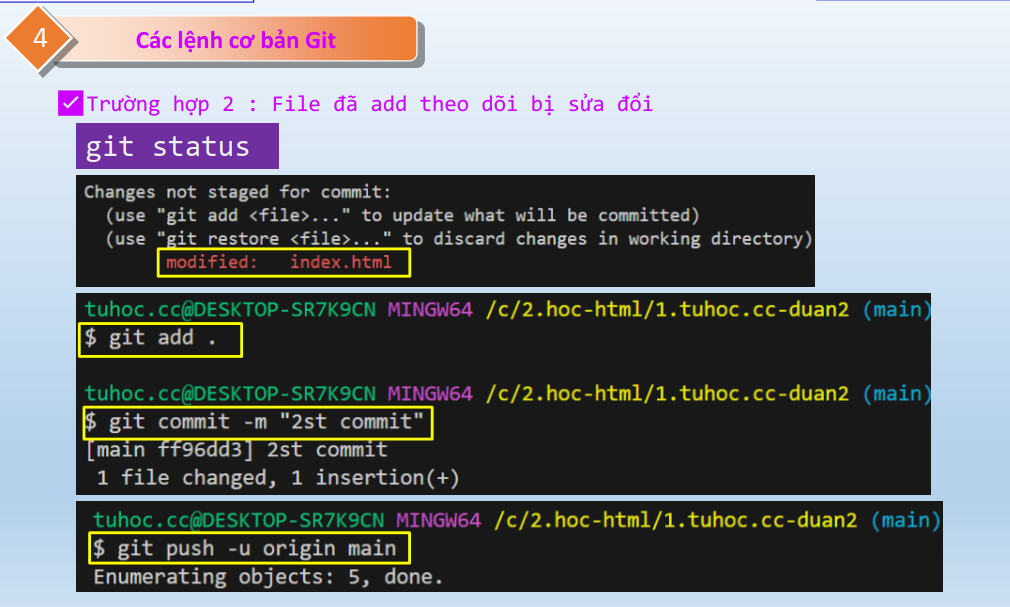 4
Các lệnh cơ bản Git
Trường hợp 2 : File đã add theo dõi bị sửa đổi
git status
Changes not staged for commit:
(use "git add <file>..." to update what will be committed)
(use "git restore <file>..." to discard changes in working directory)
modified: index.html
tuhoc.cc@DESKTOP-SR7K9CN MINGW64 /c/2.hoc-html/1.tuhoc.cc-duan2 (main)
$ git add .
tuhoc.cc@DESKTOP-SR7K9CN MINGW64 /c/2.hoc-html/1.tuhoc.cc-duan2 (main)
$ git commit -m "2st commit"
[main ff96dd3] 2st commit
1 file changed, 1 insertion(+)
tuhoc.cc@DESKTOP-SR7K9CN MINGW64 /c/2.hoc-html/1.tuhoc.cc-duan2 (main)
$ git push -u origin main
Enumerating objects: 5, done.